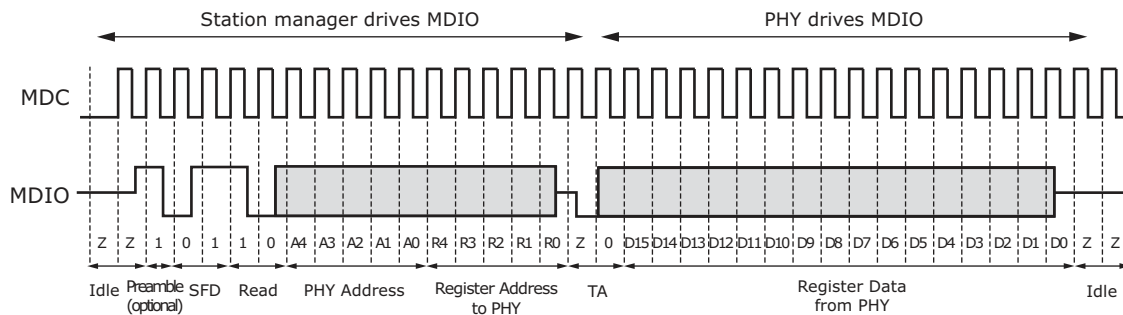 Station manager drives MDIO PHY drives MDIO
MDC
MDIO
Z Z 1 0 1 1 0 A4 A3 A2 A1 A0 R4 R3 R2 R1 R0 Z 0 D15 D14 D13 D12 D11 D10 D9 D8 D7 D6 D5 D4 D3 D2 D1 D0 Z Z
Idle Preamble SFD Read PHY Address Register Address TA Register Data Idle
(optional) to PHY from PHY